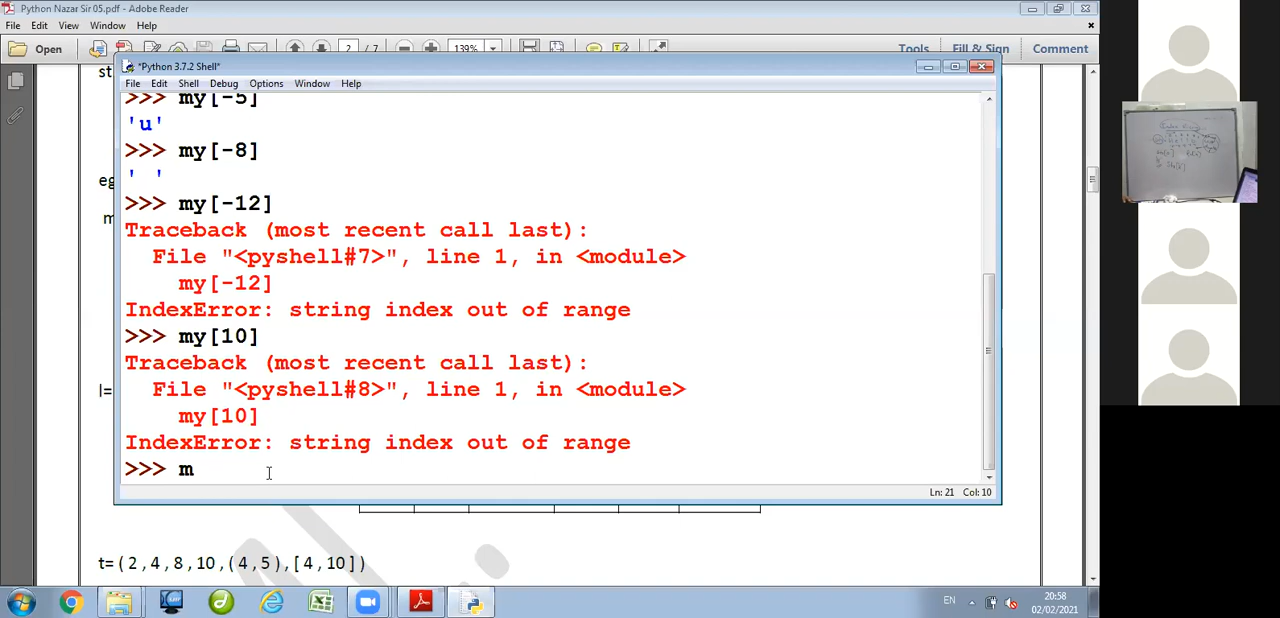 Python Nazar Sir 05.pdf - Adobe Reader
File Edit View Window Help
Open 2 / 7 139% Tools Fill & Sign Comment
st
*Python 3.7.2 Shell*
File Edit Shell Debug Options Window Help
>>> my[-5]
'u'
>>> my[-8]
' '
eg
>>> my[-12]
m
Traceback (most recent call last):
File "<pyshell#7>", line 1, in <module>
my[-12]
IndexError: string index out of range
>>> my[10]
Traceback (most recent call last):
File "<pyshell#8>", line 1, in <module>
l=
my[10]
IndexError: string index out of range
>>> m
Ln: 21 Col: 10
t= ( 2 , 4 , 8 , 10 , ( 4 , 5 ) , [ 4 , 10 ] )
EN
20:58
02/02/2021